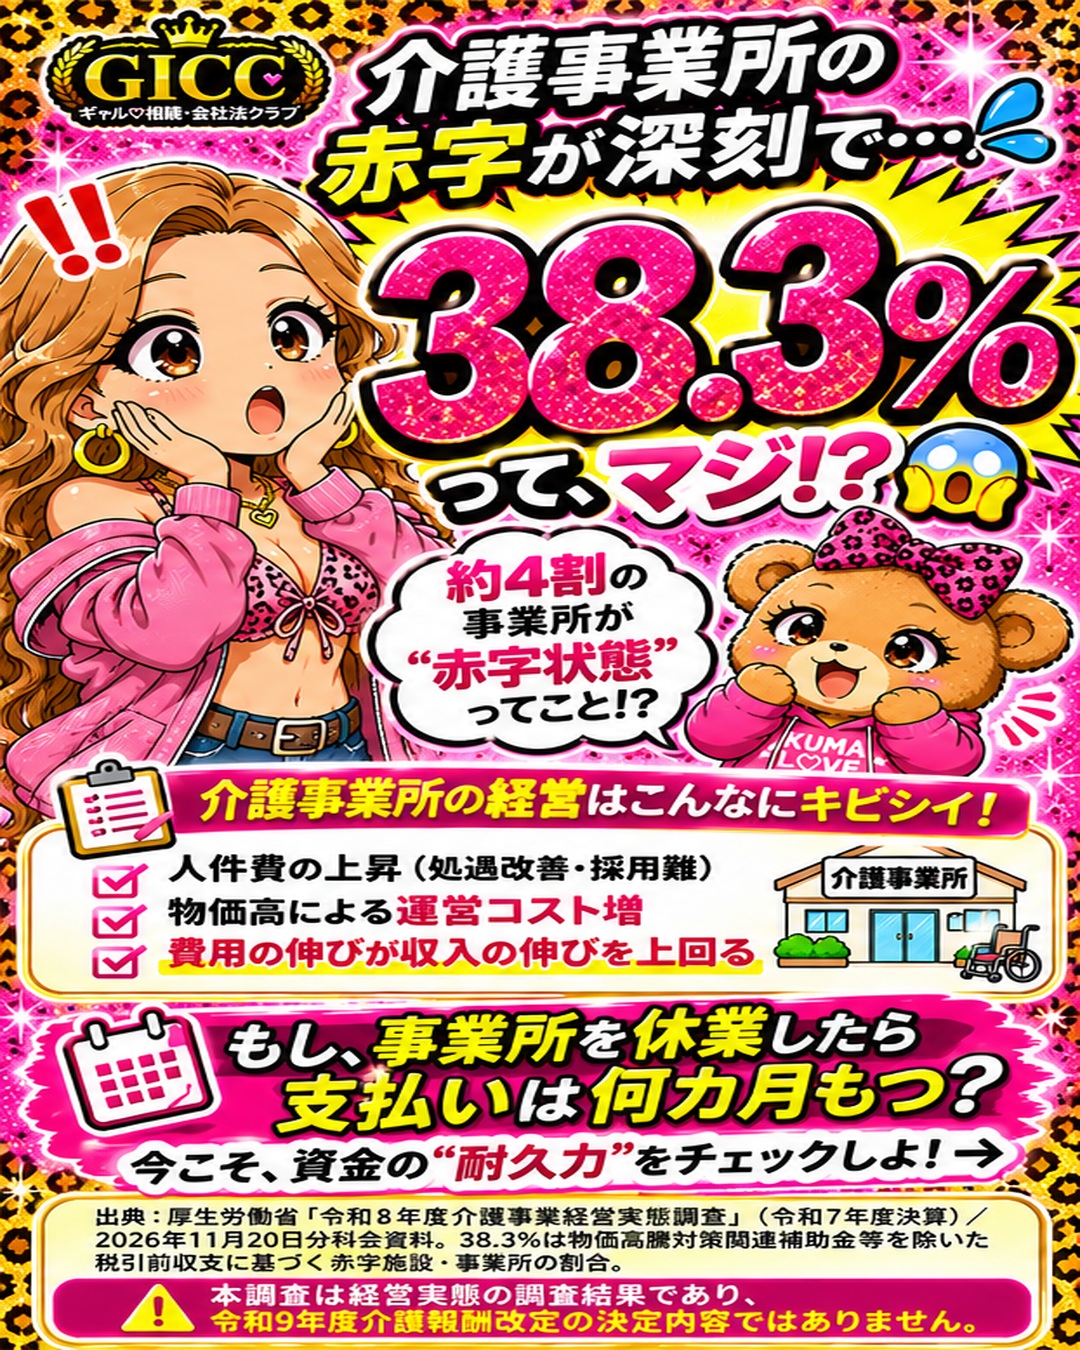 GICC
ギャル♡相続・会社法クラブ
介護事業所の
赤字が深刻で…
!!
38.3%
って、マジ!?
約4割の
事業所が
“赤字状態”
ってこと!?
KUMA
LOVE
介護事業所の経営はこんなにキビシイ!
人件費の上昇(処遇改善・採用難)
物価高による運営コスト増
費用の伸びが収入の伸びを上回る
介護事業所
もし、事業所を休業したら
支払いは何カ月もつ?
今こそ、資金の“耐久力”をチェックしよ!→
出典:厚生労働省「令和8年度介護事業経営実態調査」(令和7年度決算)/
2026年11月20日分科会資料。38.3%は物価高騰対策関連補助金等を除いた
税引前収支に基づく赤字施設・事業所の割合。
本調査は経営実態の調査結果であり、
令和9年度介護報酬改定の決定内容ではありません。